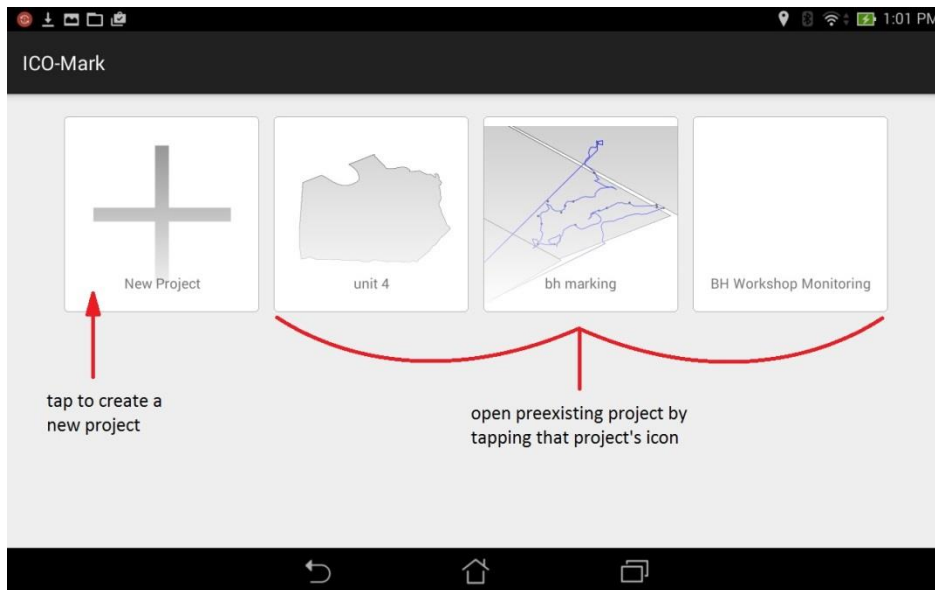 1:01 PM
ICO-Mark
New Project
unit 4
bh marking
BH Workshop Monitoring
tap to create a
new project
open preexisting project by
tapping that project's icon